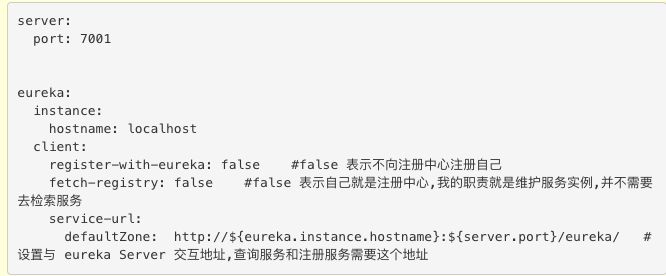 server:
  port: 7001
eureka:
  instance:
    hostname: localhost
  client:
    register-with-eureka: false    #false 表示不向注册中心注册自己
    fetch-registry: false    #false 表示自己就是注册中心,我的职责就是维护服务实例,并不需要
去检索服务
    service-url:
      defaultZone:  http://${eureka.instance.hostname}:${server.port}/eureka/   #
设置与 eureka Server 交互地址,查询服务和注册服务需要这个地址